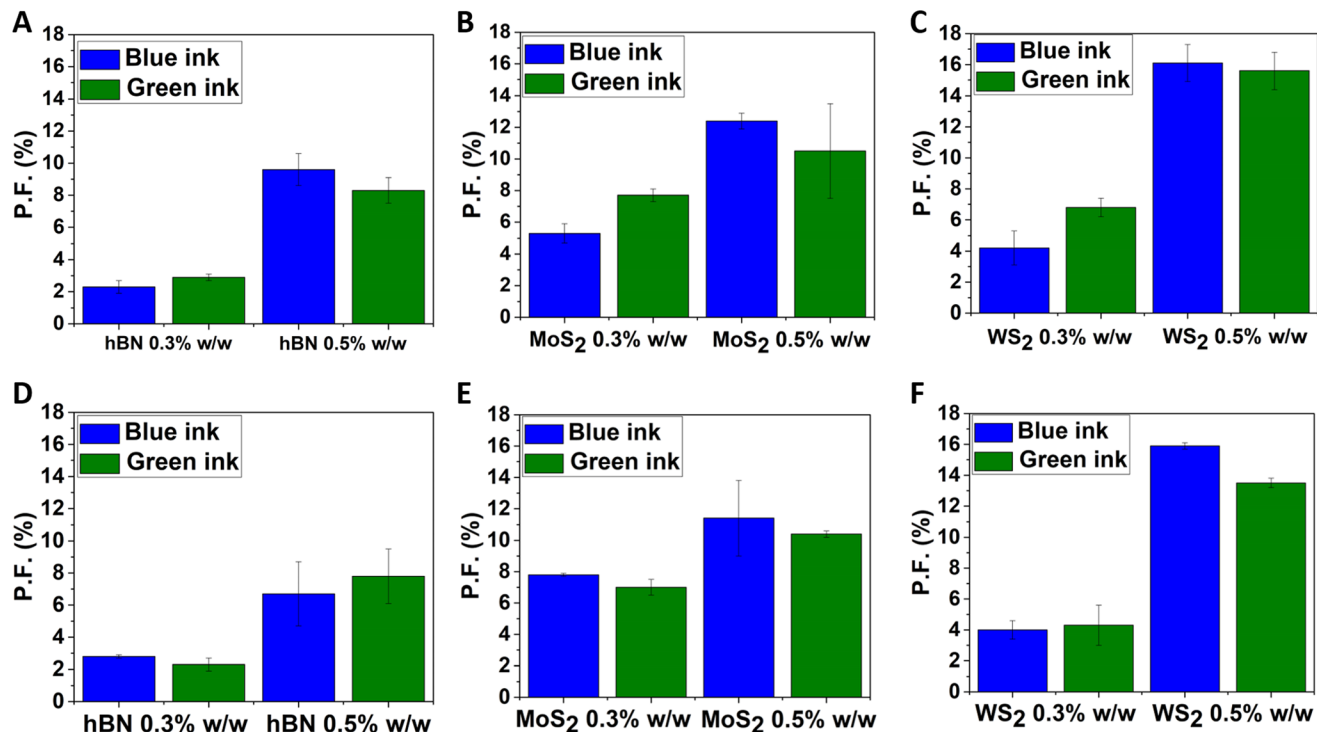 A
P.F. (%)
18
16
14
12
10
8
6
4
2
0
Blue ink
Green ink
hBN 0.3% w/w hBN 0.5% w/w
B
P.F. (%)
18
16
14
12
10
8
6
4
2
0
Blue ink
Green ink
MoS₂ 0.3% w/w MoS₂ 0.5% w/w
C
P.F. (%)
18
16
14
12
10
8
6
4
2
0
Blue ink
Green ink
WS₂ 0.3% w/w WS₂ 0.5% w/w
D
P.F. (%)
18
16
14
12
10
8
6
4
2
0
Blue ink
Green ink
hBN 0.3% w/w hBN 0.5% w/w
E
P.F. (%)
18
16
14
12
10
8
6
4
2
0
Blue ink
Green ink
MoS₂ 0.3% w/w MoS₂ 0.5% w/w
F
P.F. (%)
18
16
14
12
10
8
6
4
2
0
Blue ink
Green ink
WS₂ 0.3% w/w WS₂ 0.5% w/w